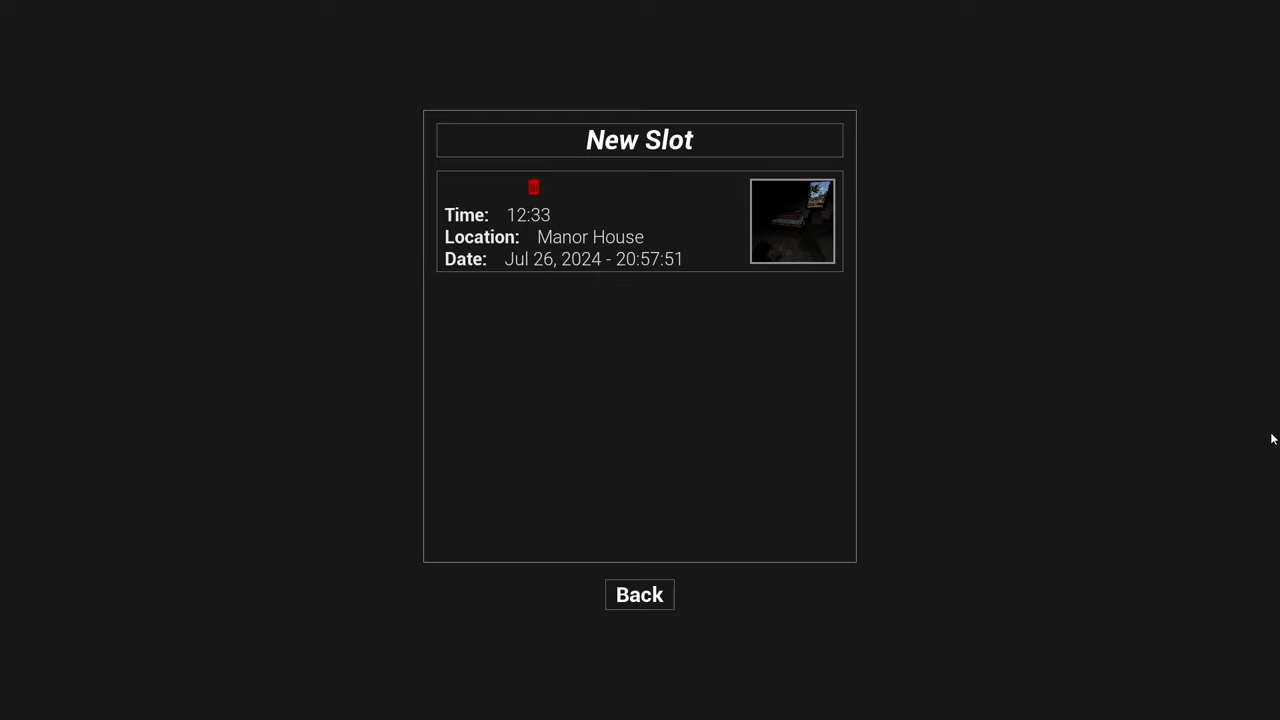 New Slot
Time: 12:33
Location: Manor House
Date: Jul 26, 2024 - 20:57:51
Back